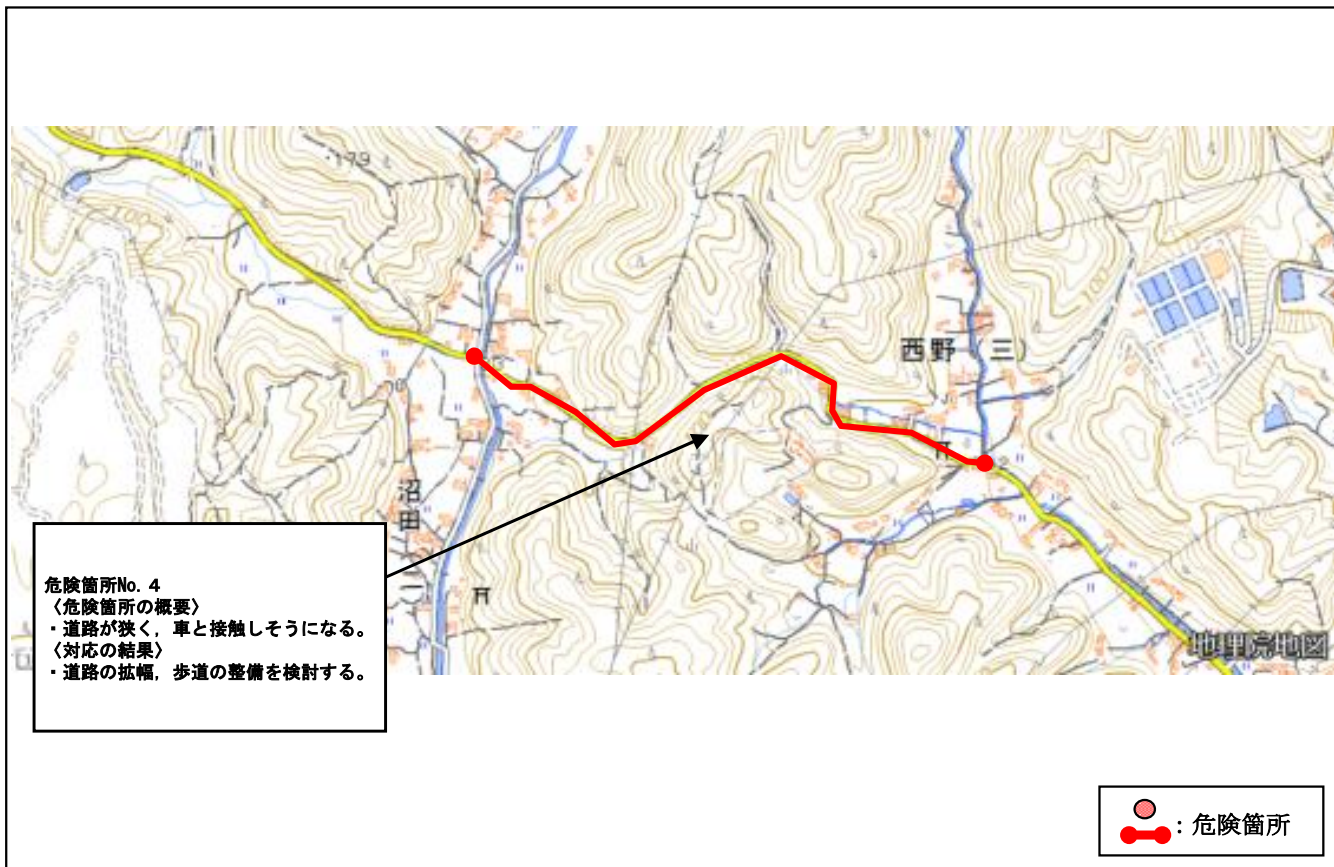 ・179
西野（三）
沼田二
危険箇所No. 4
〈危険箇所の概要〉
・道路が狭く，車と接触しそうになる。
〈対応の結果〉
・道路の拡幅，歩道の整備を検討する。
地理院地図
：危険箇所